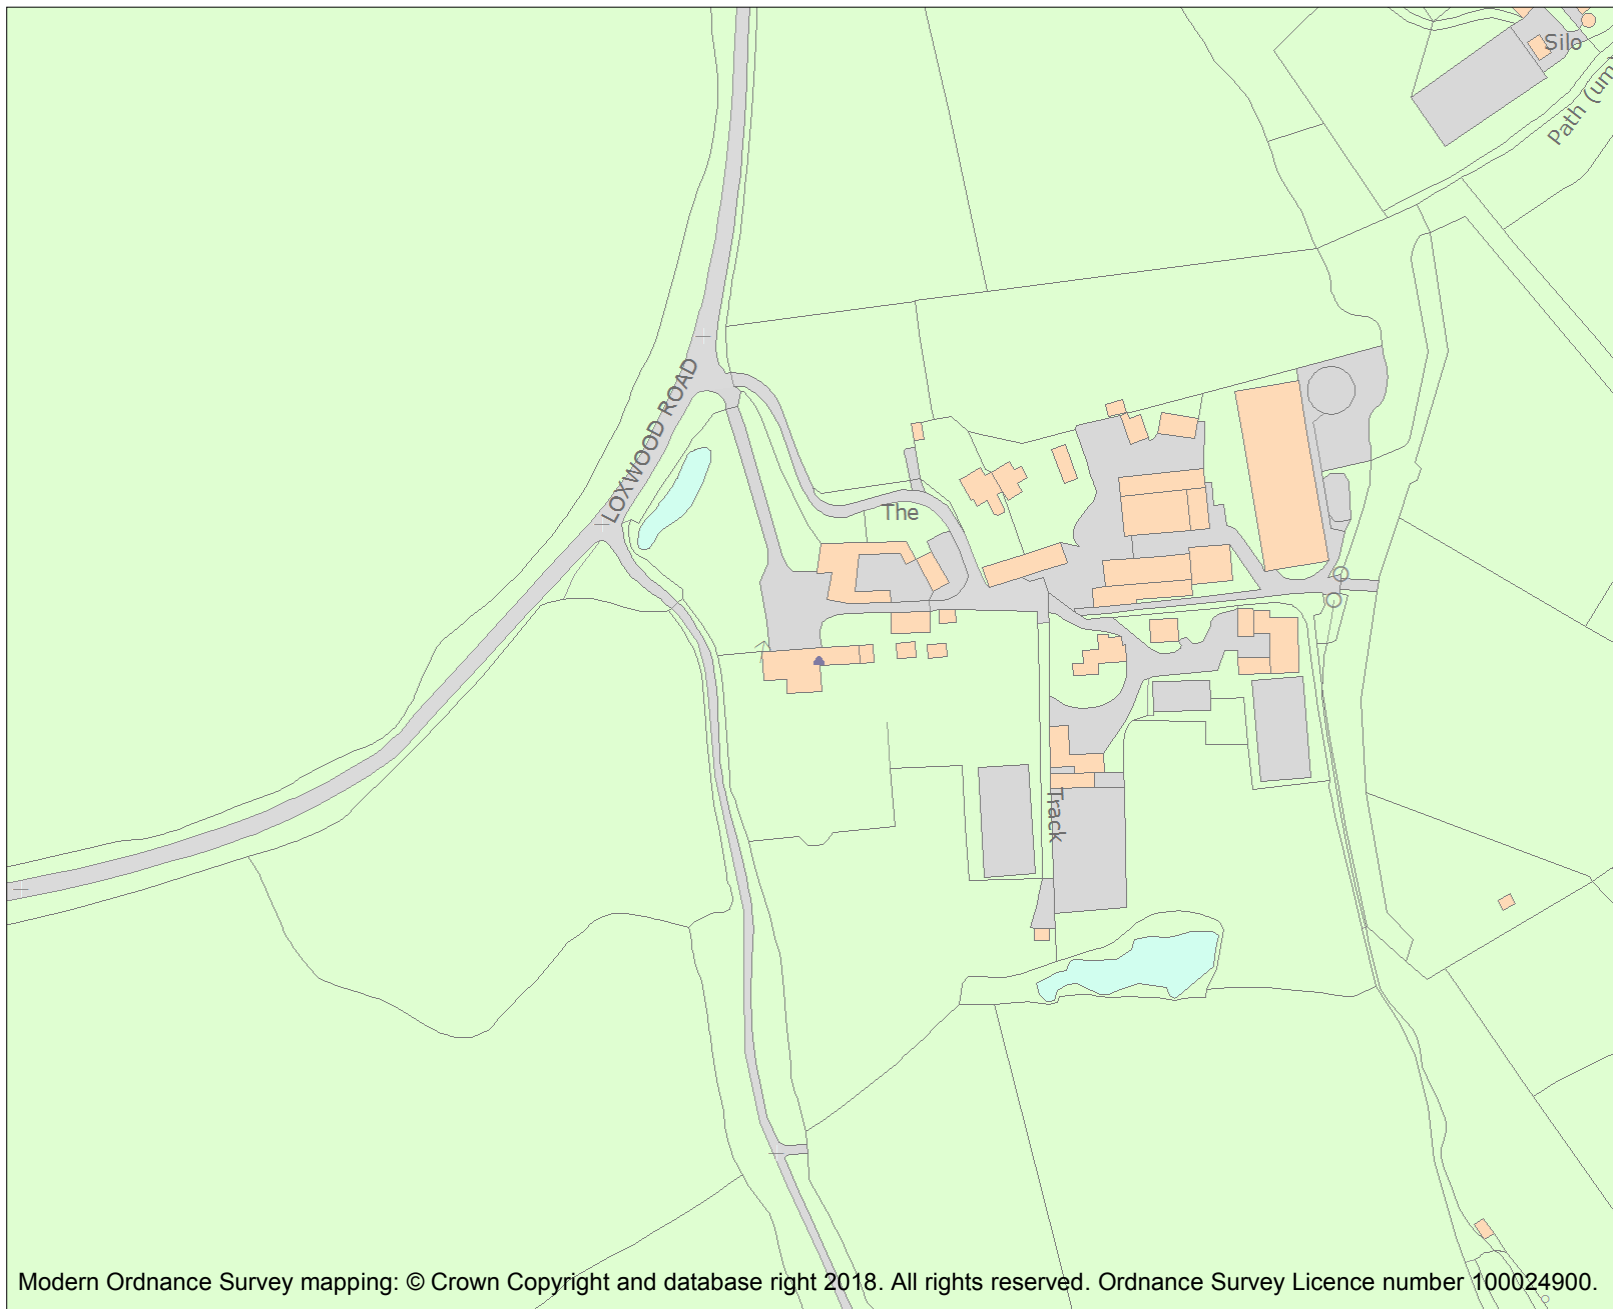 Silo
Path (um
LOXWOOD ROAD
The
Track
Modern Ordnance Survey mapping: © Crown Copyright and database right 2018. All rights reserved. Ordnance Survey Licence number 100024900.